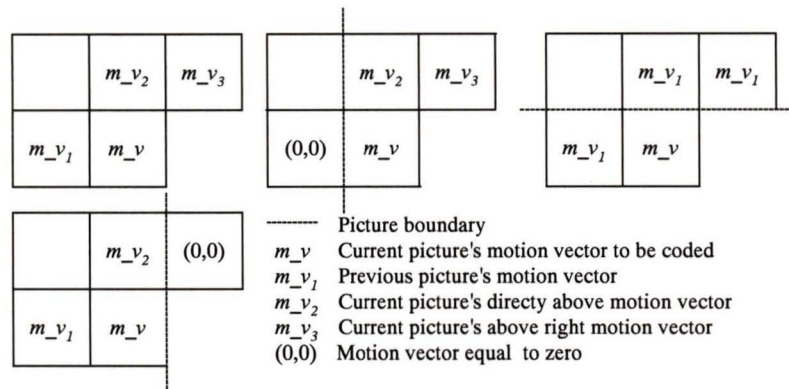 m_v2 m_v3
m_v1 m_v
m_v2 m_v3
(0,0) m_v
m_v1 m_v1
m_v1 m_v
m_v2 (0,0)
m_v1 m_v
Picture boundary
m_v Current picture's motion vector to be coded
m_v1 Previous picture's motion vector
m_v2 Current picture's directy above motion vector
m_v3 Current picture's above right motion vector
(0,0) Motion vector equal to zero